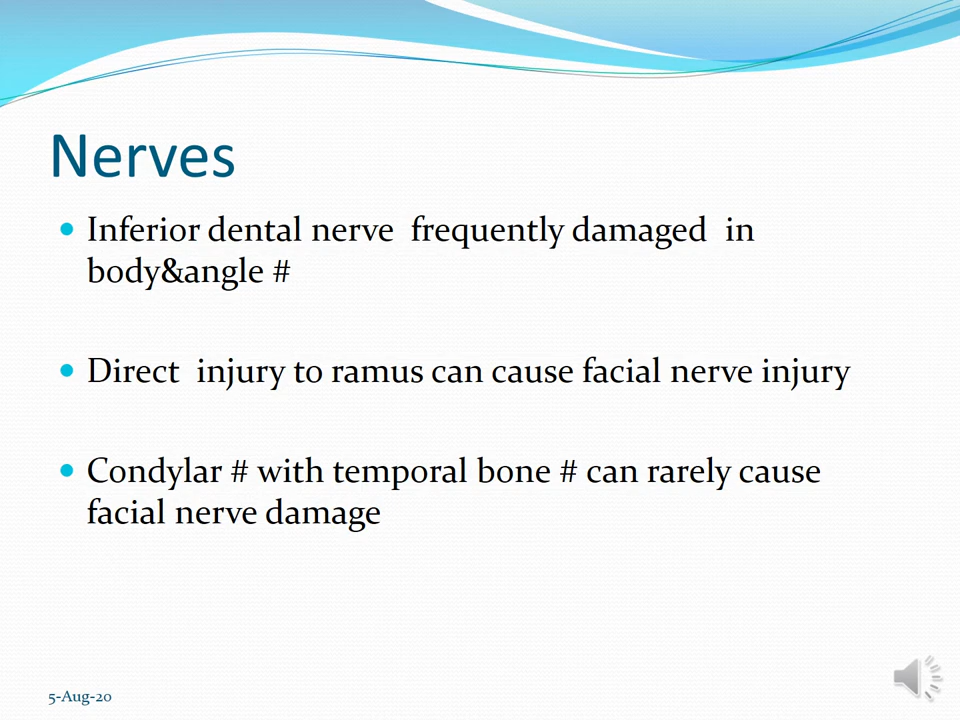 Nerves
Inferior dental nerve  frequently damaged  in
body&angle #
Direct  injury to ramus can cause facial nerve injury
Condylar # with temporal bone # can rarely cause
facial nerve damage
5-Aug-20